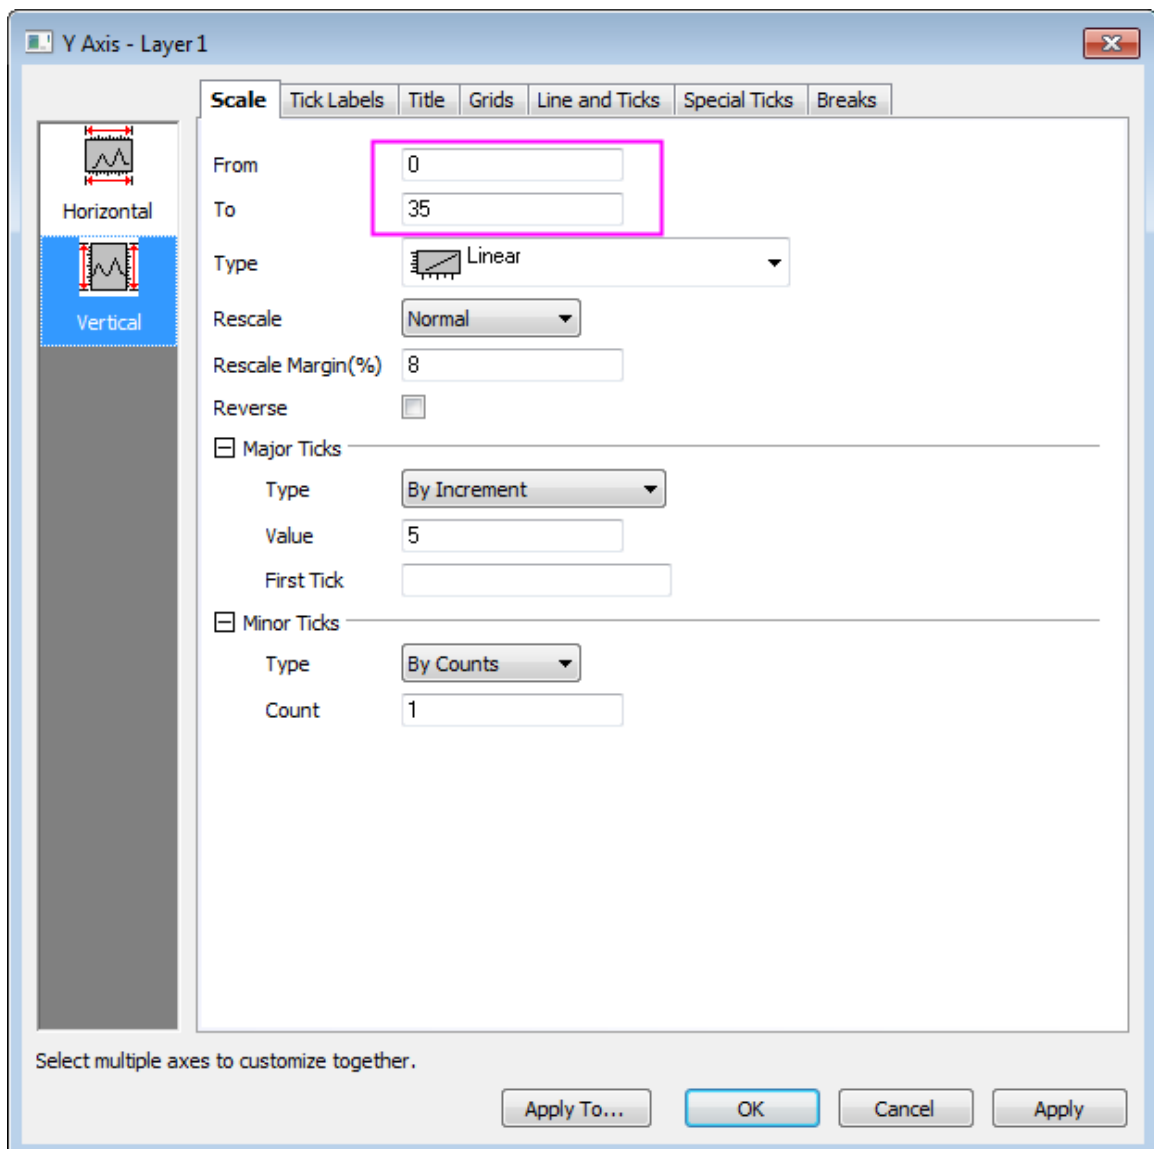 Y Axis - Layer1
Scale Tick Labels Title Grids Line and Ticks Special Ticks Breaks
Horizontal
Vertical
From 0
To 35
Type Linear
Rescale Normal
Rescale Margin(%) 8
Reverse
Major Ticks
Type By Increment
Value 5
First Tick
Minor Ticks
Type By Counts
Count 1
Select multiple axes to customize together.
Apply To... OK Cancel Apply